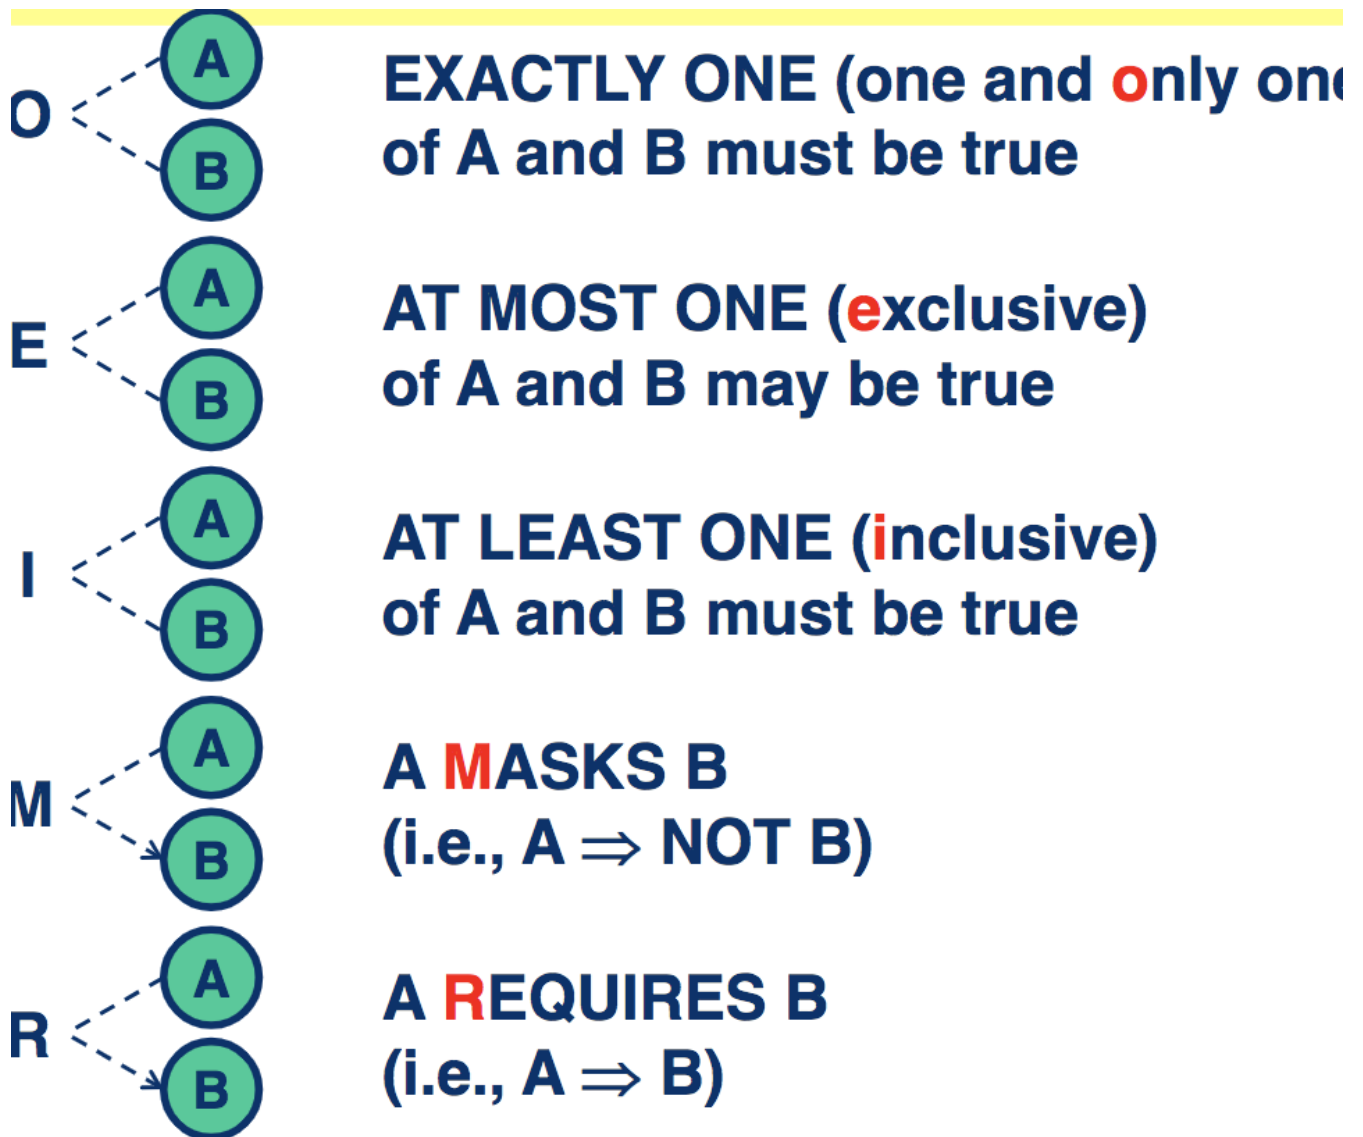 O
A
B
EXACTLY ONE (one and only one
of A and B must be true
E
A
B
AT MOST ONE (exclusive)
of A and B may be true
I
A
B
AT LEAST ONE (inclusive)
of A and B must be true
M
A
B
A MASKS B
(i.e., A ⇒ NOT B)
R
A
B
A REQUIRES B
(i.e., A ⇒ B)